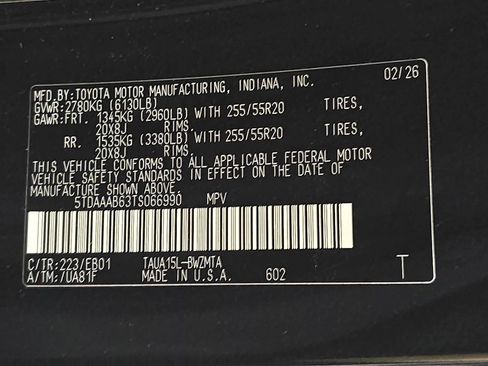 MFD.BY:TOYOTA MOTOR MANUFACTURING, INDIANA, INC. 02/26
GVWR:2780KG (6130LB)
GAWR:FRT. 1345KG (2960LB) WITH 255/55R20 TIRES,
20X8J RIMS.
RR. 1535KG (3380LB) WITH 255/55R20 TIRES,
20X8J RIMS.
THIS VEHICLE CONFORMS TO ALL APPLICABLE FEDERAL MOTOR
VEHICLE SAFETY STANDARDS IN EFFECT ON THE DATE OF
MANUFACTURE SHOWN ABOVE.
5TDAAAB63TS066990 MPV
C/TR:223/EB01 TAUA15L-BWZMTA
A/TM:/UA81F MADE IN U.S.A. 602 T